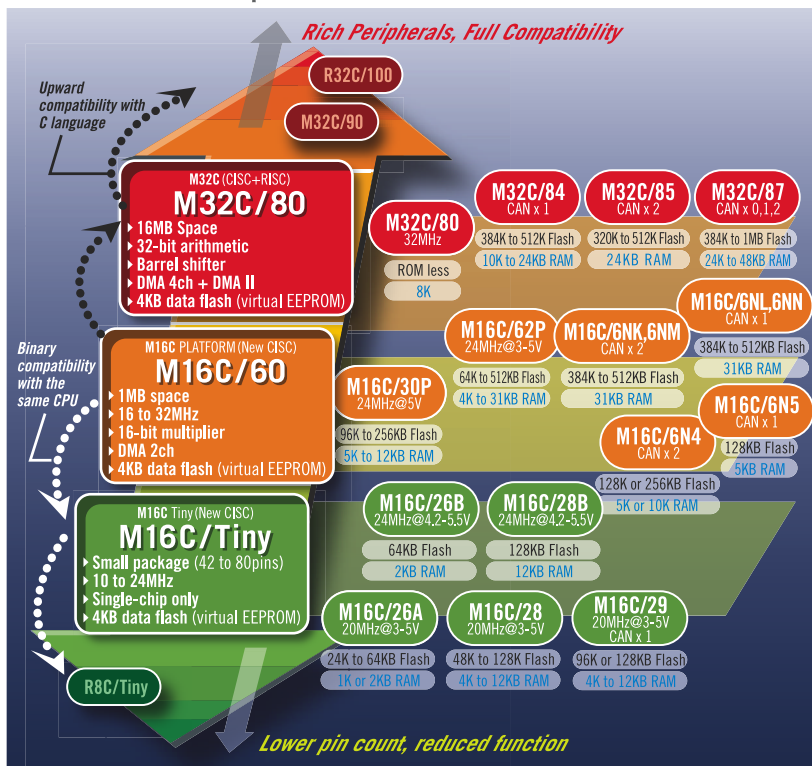 Rich Peripherals, Full Compatibility
R32C/100
M32C/90
Upward
compatibility with
C language
M32C (CISC+RISC)
M32C/80
16MB Space
32-bit arithmetic
Barrel shifter
DMA 4ch + DMA II
4KB data flash (virtual EEPROM)
M32C/80
32MHz
ROM less
8K
M32C/84
CAN x 1
384K to 512K Flash
10K to 24KB RAM
M32C/85
CAN x 2
320K to 512K Flash
24KB RAM
M32C/87
CAN x 0,1,2
384K to 1MB Flash
24K to 48KB RAM
Binary
compatibility
with the
same CPU
M16C PLATFORM (New CISC)
M16C/60
1MB space
16 to 32MHz
16-bit multiplier
DMA 2ch
4KB data flash (virtual EEPROM)
M16C/30P
24MHz@5V
96K to 256KB Flash
5K to 12KB RAM
M16C/62P
24MHz@3-5V
64K to 512KB Flash
4K to 31KB RAM
M16C/6NK,6NM
CAN x 2
384K to 512KB Flash
31KB RAM
M16C/6NL,6NN
CAN x 1
384K to 512KB Flash
31KB RAM
M16C/6N4
CAN x 2
128K or 256KB Flash
5K or 10K RAM
M16C/6N5
CAN x 1
128KB Flash
5KB RAM
M16C Tiny (New CISC)
M16C/Tiny
Small package (42 to 80pins)
10 to 24MHz
Single-chip only
4KB data flash (virtual EEPROM)
M16C/26B
24MHz@4.2-5.5V
64KB Flash
2KB RAM
M16C/28B
24MHz@4.2-5.5V
128KB Flash
12KB RAM
M16C/26A
20MHz@3-5V
24K to 64KB Flash
1K or 2KB RAM
M16C/28
20MHz@3-5V
48K to 128K Flash
4K to 12KB RAM
M16C/29
20MHz@3-5V
CAN x 1
96K or 128KB Flash
4K to 12KB RAM
R8C/Tiny
Lower pin count, reduced function